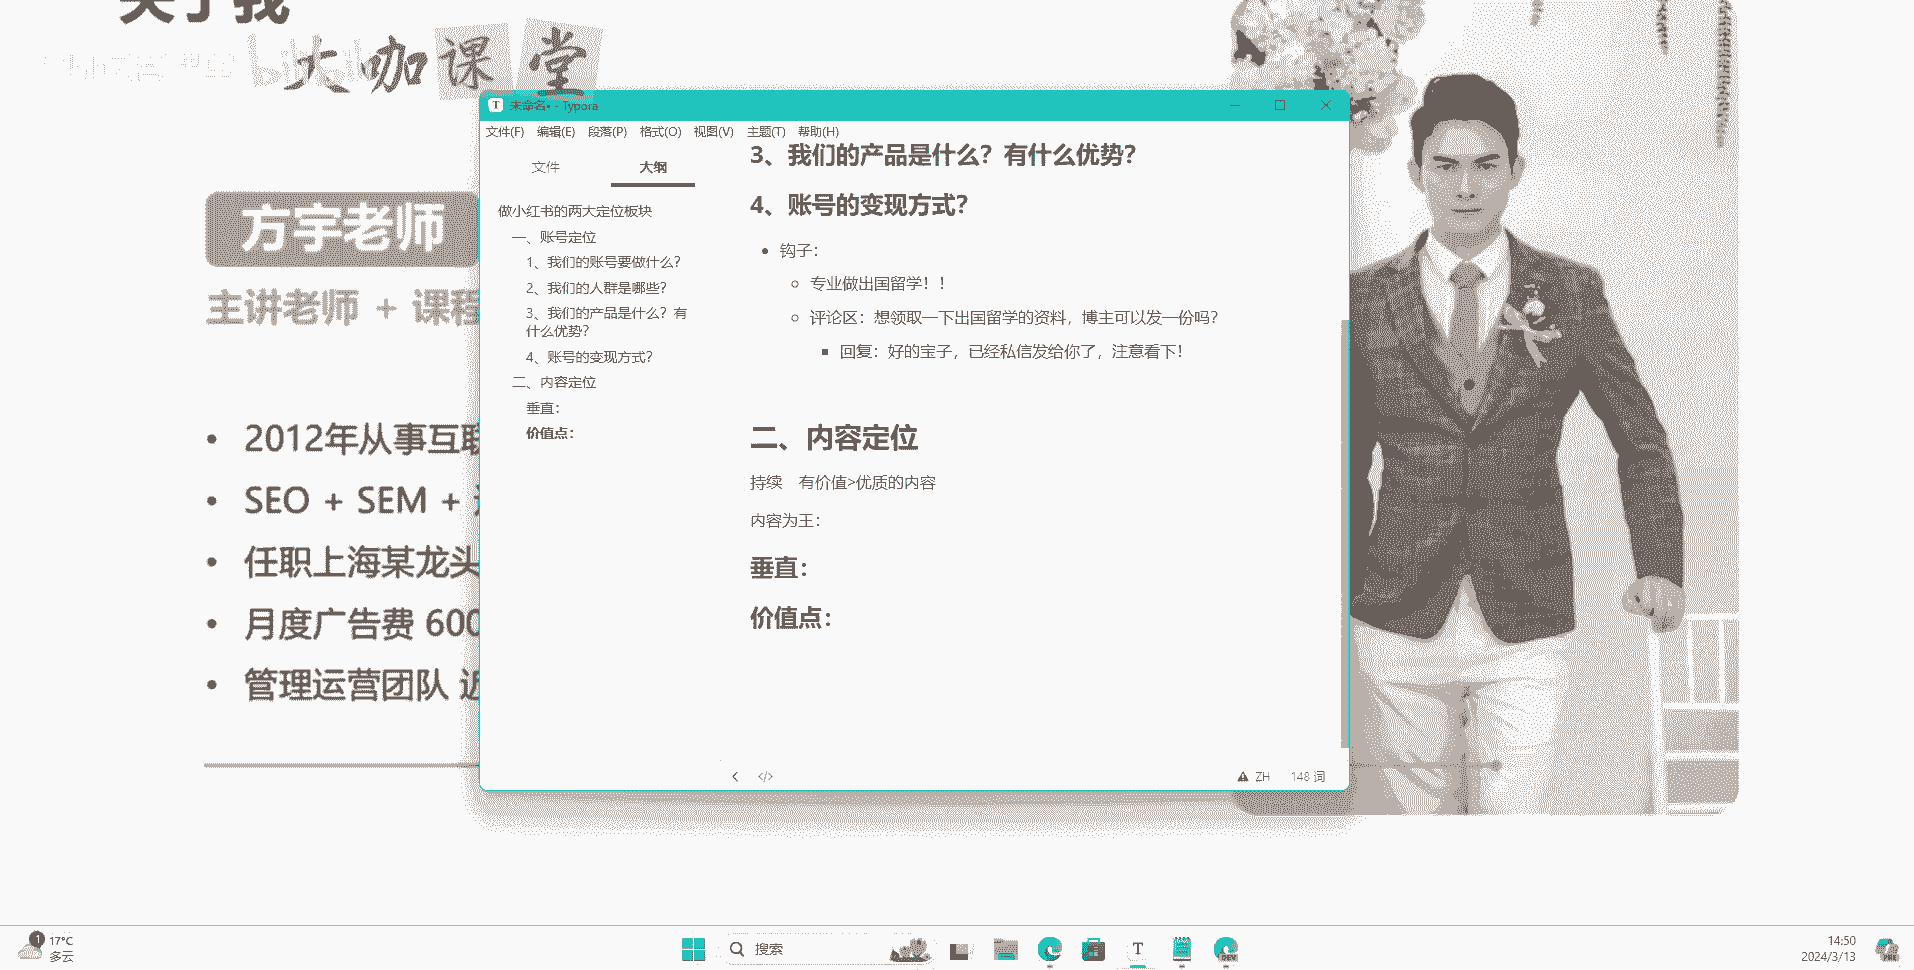 关于我
大咖课堂
方宇老师
主讲老师 + 课程
• 2012年从事互联
• SEO + SEM +
• 任职上海某龙头
• 月度广告费 600
• 管理运营团队 近
未命名• - Typora
文件(F) 编辑(E) 段落(P) 格式(O) 视图(V) 主题(T) 帮助(H)
文件 大纲
做小红书的两大定位板块
一、账号定位
1、我们的账号要做什么？
2、我们的人群是哪些？
3、我们的产品是什么？有
什么优势？
4、账号的变现方式？
二、内容定位
垂直：
价值点：
3、我们的产品是什么？有什么优势？
4、账号的变现方式？
• 钩子：
专业做出国留学！！
评论区：想领取一下出国留学的资料，博主可以发一份吗？
回复：好的宝子，已经私信发给你了，注意看下！
二、内容定位
持续 有价值>优质的内容
内容为王：
垂直：
价值点：
</> ZH 148 词
1 17°C
多云
搜索
T
DEV
14:50
2024/3/13
PRE